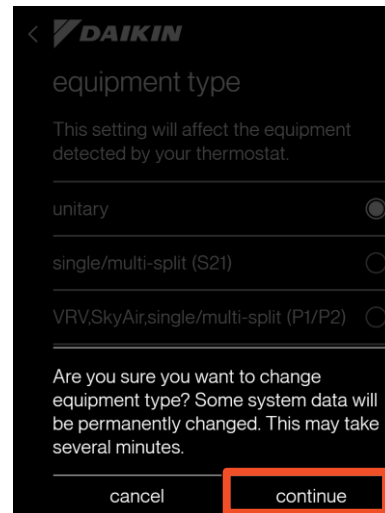 DAIKIN
equipment type
This setting will affect the equipment
detected by your thermostat.
unitary
single/multi-split (S21)
VRV,SkyAir,single/multi-split (P1/P2)
Are you sure you want to change
equipment type? Some system data will
be permanently changed. This may take
several minutes.
cancel continue